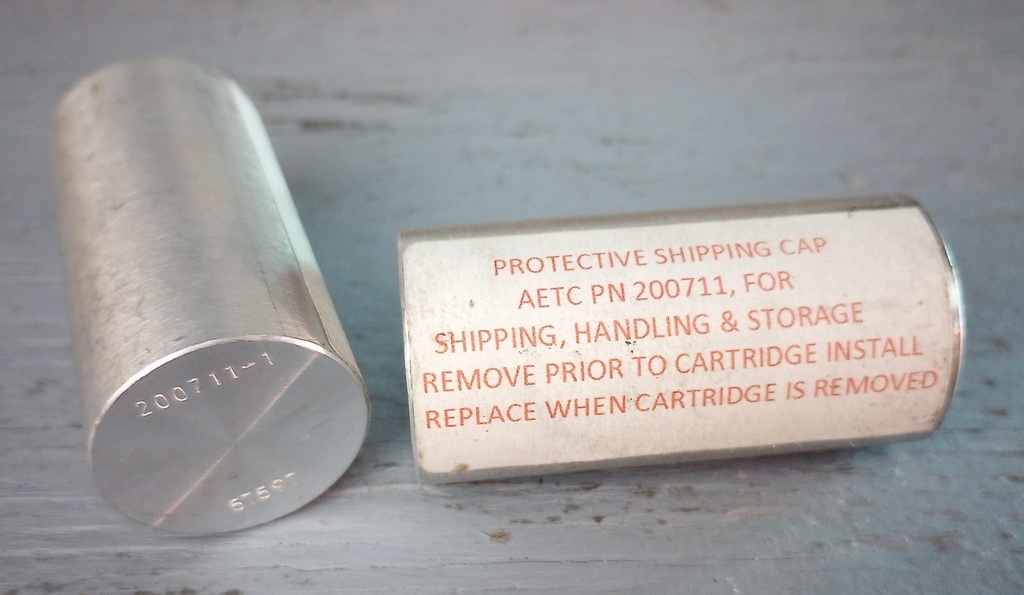 200711-1
PROTECTIVE SHIPPING CAP
AETC PN 200711, FOR
SHIPPING, HANDLING & STORAGE
REMOVE PRIOR TO CARTRIDGE INSTALL
REPLACE WHEN CARTRIDGE IS REMOVED